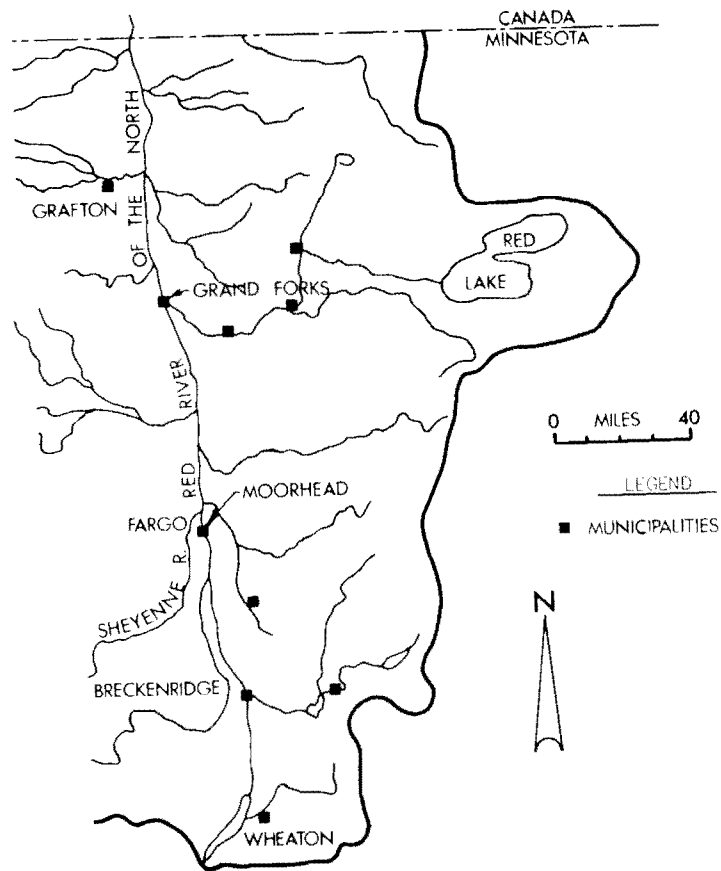 CANADA
MINNESOTA
RED RIVER OF THE NORTH
GRAFTON
RED
LAKE
GRAND FORKS
0 MILES 40
LEGEND
MUNICIPALITIES
MOORHEAD
FARGO
SHEYENNE R.
N
BRECKENRIDGE
WHEATON